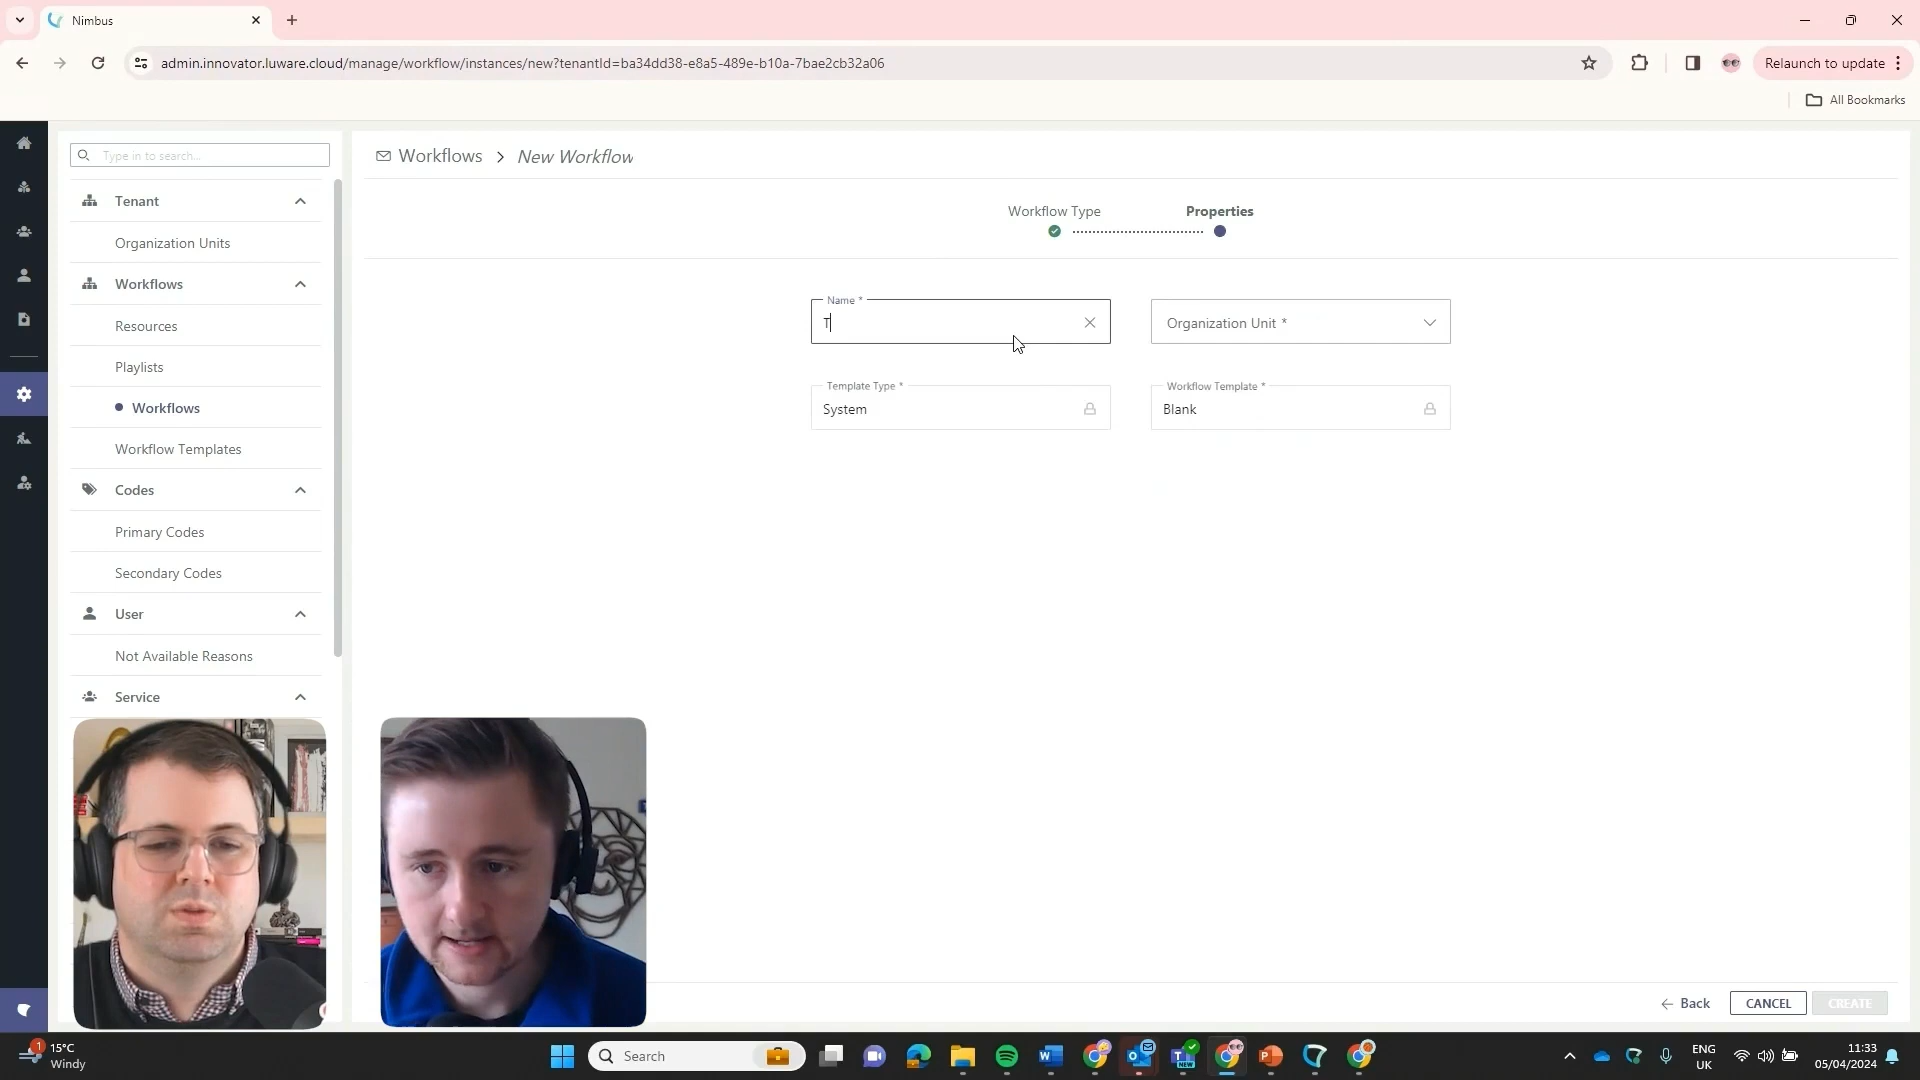 Nimbus
admin.innovator.luware.cloud/manage/workflow/instances/new?tenantId=ba34dd38-e8a5-489e-b10a-7bae2cb32a06
Relaunch to update
All Bookmarks
Type in to search...
Tenant
Organization Units
Workflows
Resources
Playlists
Workflows
Workflow Templates
Codes
Primary Codes
Secondary Codes
User
Not Available Reasons
Service
Workflows > New Workflow
Workflow Type
Properties
Name *
T
Organization Unit *
Template Type *
System
Workflow Template *
Blank
Back
CANCEL
CREATE
1
15°C
Windy
Search
NEW
ENG
UK
11:33
05/04/2024